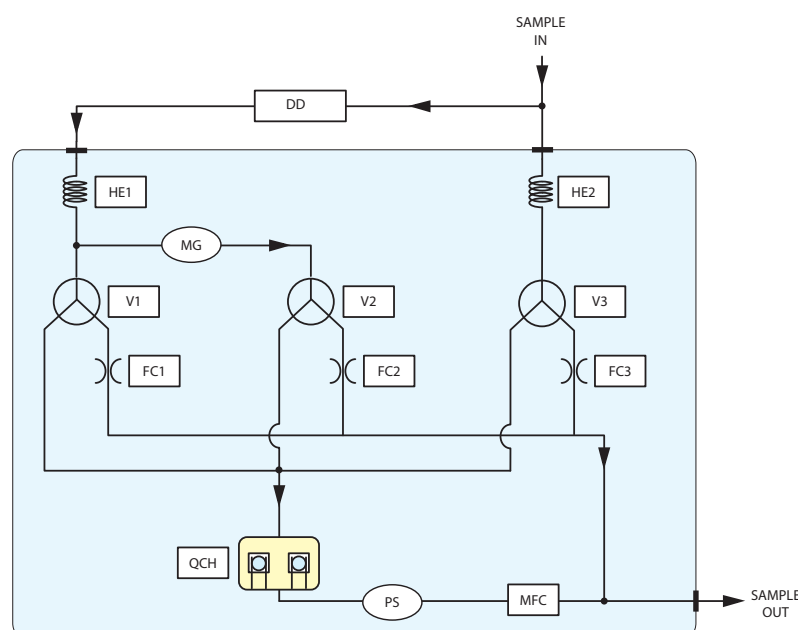 SAMPLE
IN
DD
HE1
HE2
MG
V1
V2
V3
FC1
FC2
FC3
QCH
PS
MFC
SAMPLE
OUT